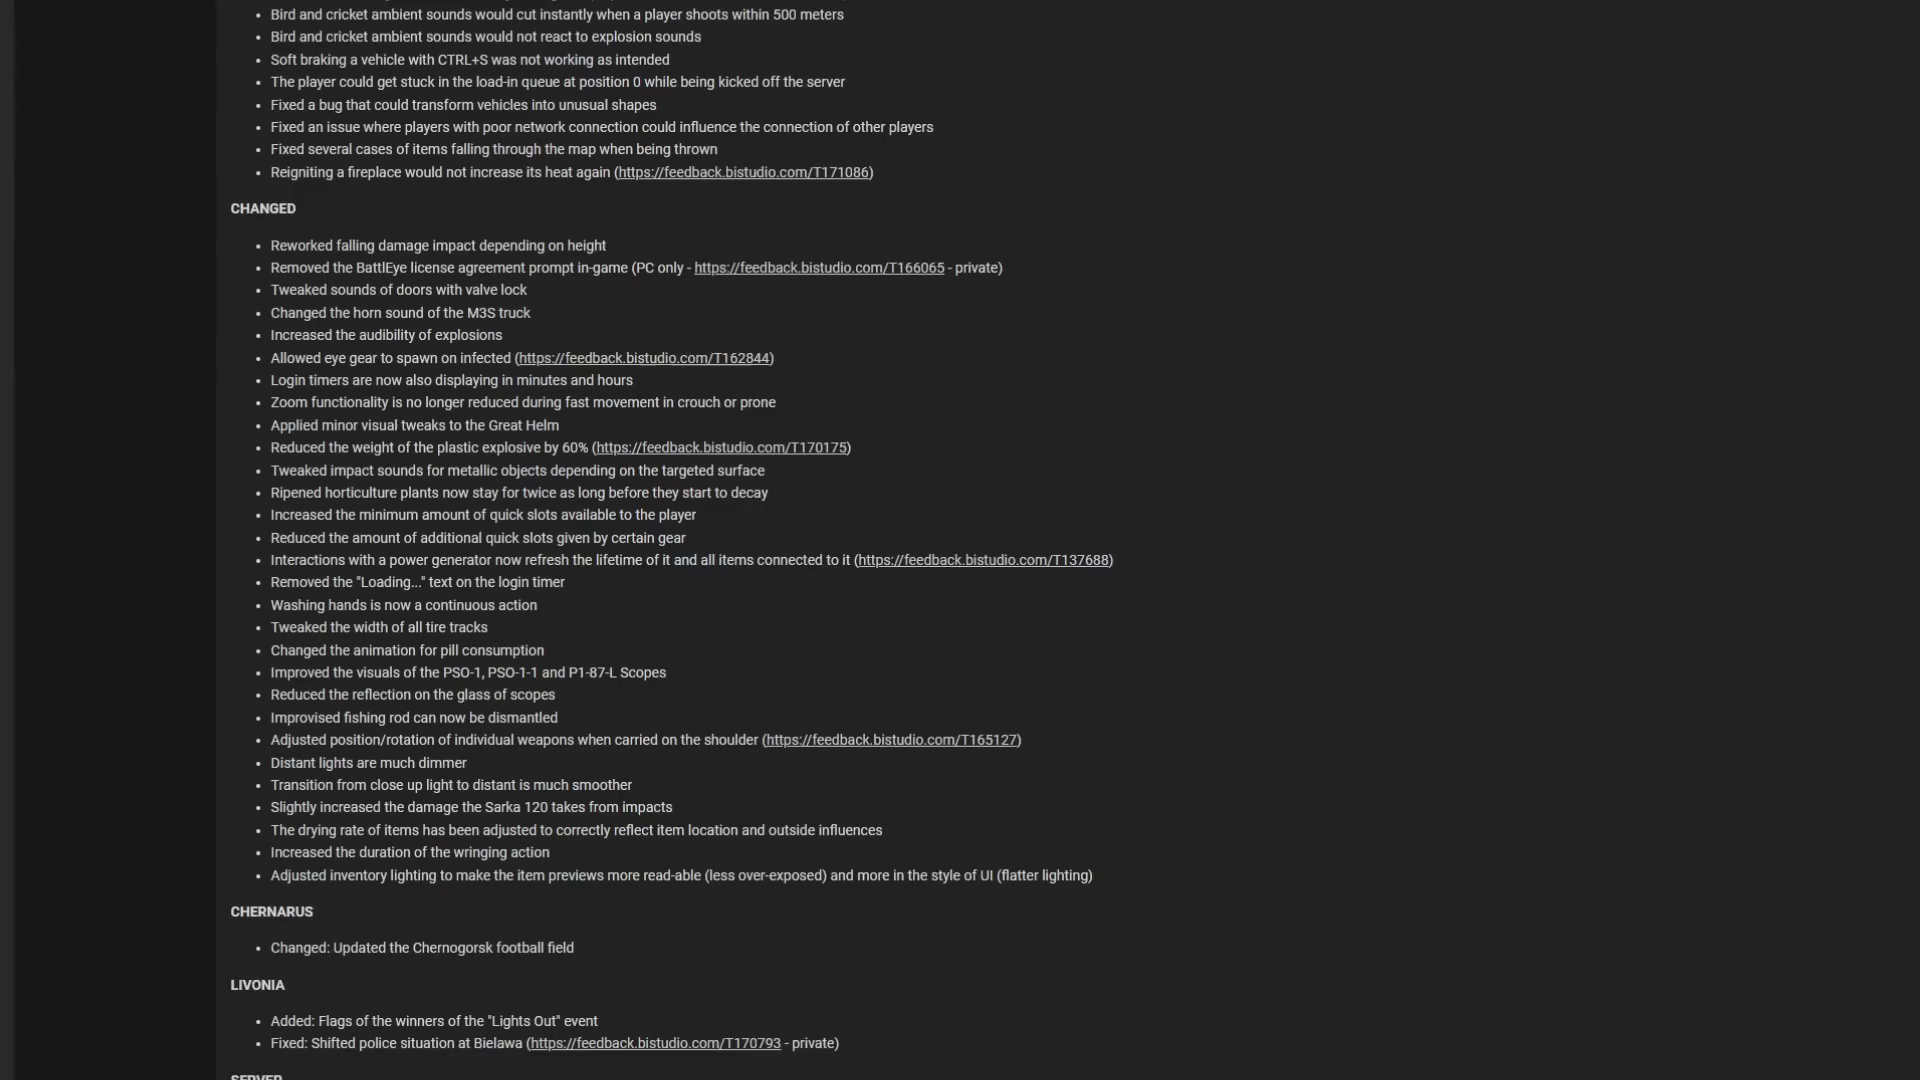 • Bird and cricket ambient sounds would cut instantly when a player shoots within 500 meters
• Bird and cricket ambient sounds would not react to explosion sounds
• Soft braking a vehicle with CTRL+S was not working as intended
• The player could get stuck in the load-in queue at position 0 while being kicked off the server
• Fixed a bug that could transform vehicles into unusual shapes
• Fixed an issue where players with poor network connection could influence the connection of other players
• Fixed several cases of items falling through the map when being thrown
• Reigniting a fireplace would not increase its heat again (https://feedback.bistudio.com/T171086)
CHANGED
• Reworked falling damage impact depending on height
• Removed the BattlEye license agreement prompt in-game (PC only - https://feedback.bistudio.com/T166065 - private)
• Tweaked sounds of doors with valve lock
• Changed the horn sound of the M3S truck
• Increased the audibility of explosions
• Allowed eye gear to spawn on infected (https://feedback.bistudio.com/T162844)
• Login timers are now also displaying in minutes and hours
• Zoom functionality is no longer reduced during fast movement in crouch or prone
• Applied minor visual tweaks to the Great Helm
• Reduced the weight of the plastic explosive by 60% (https://feedback.bistudio.com/T170175)
• Tweaked impact sounds for metallic objects depending on the targeted surface
• Ripened horticulture plants now stay for twice as long before they start to decay
• Increased the minimum amount of quick slots available to the player
• Reduced the amount of additional quick slots given by certain gear
• Interactions with a power generator now refresh the lifetime of it and all items connected to it (https://feedback.bistudio.com/T137688)
• Removed the "Loading..." text on the login timer
• Washing hands is now a continuous action
• Tweaked the width of all tire tracks
• Changed the animation for pill consumption
• Improved the visuals of the PSO-1, PSO-1-1 and P1-87-L Scopes
• Reduced the reflection on the glass of scopes
• Improvised fishing rod can now be dismantled
• Adjusted position/rotation of individual weapons when carried on the shoulder (https://feedback.bistudio.com/T165127)
• Distant lights are much dimmer
• Transition from close up light to distant is much smoother
• Slightly increased the damage the Sarka 120 takes from impacts
• The drying rate of items has been adjusted to correctly reflect item location and outside influences
• Increased the duration of the wringing action
• Adjusted inventory lighting to make the item previews more read-able (less over-exposed) and more in the style of UI (flatter lighting)
CHERNARUS
• Changed: Updated the Chernogorsk football field
LIVONIA
• Added: Flags of the winners of the "Lights Out" event
• Fixed: Shifted police situation at Bielawa (https://feedback.bistudio.com/T170793 - private)
SERVER